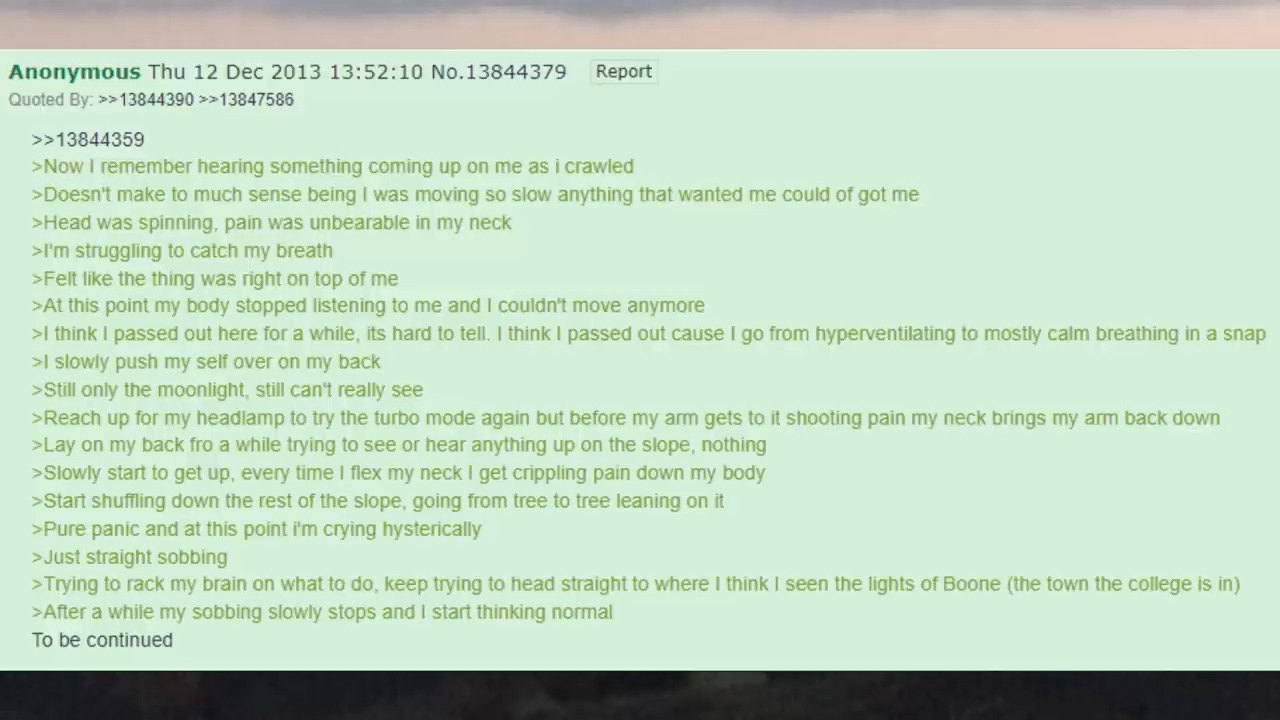 Anonymous Thu 12 Dec 2013 13:52:10 No.13844379 Report
Quoted By: >>13844390 >>13847586
>>13844359
>Now I remember hearing something coming up on me as i crawled
>Doesn't make to much sense being I was moving so slow anything that wanted me could of got me
>Head was spinning, pain was unbearable in my neck
>I'm struggling to catch my breath
>Felt like the thing was right on top of me
>At this point my body stopped listening to me and I couldn't move anymore
>I think I passed out here for a while, its hard to tell. I think I passed out cause I go from hyperventilating to mostly calm breathing in a snap
>I slowly push my self over on my back
>Still only the moonlight, still can't really see
>Reach up for my headlamp to try the turbo mode again but before my arm gets to it shooting pain my neck brings my arm back down
>Lay on my back fro a while trying to see or hear anything up on the slope, nothing
>Slowly start to get up, every time I flex my neck I get crippling pain down my body
>Start shuffling down the rest of the slope, going from tree to tree leaning on it
>Pure panic and at this point i'm crying hysterically
>Just straight sobbing
>Trying to rack my brain on what to do, keep trying to head straight to where I think I seen the lights of Boone (the town the college is in)
>After a while my sobbing slowly stops and I start thinking normal
To be continued